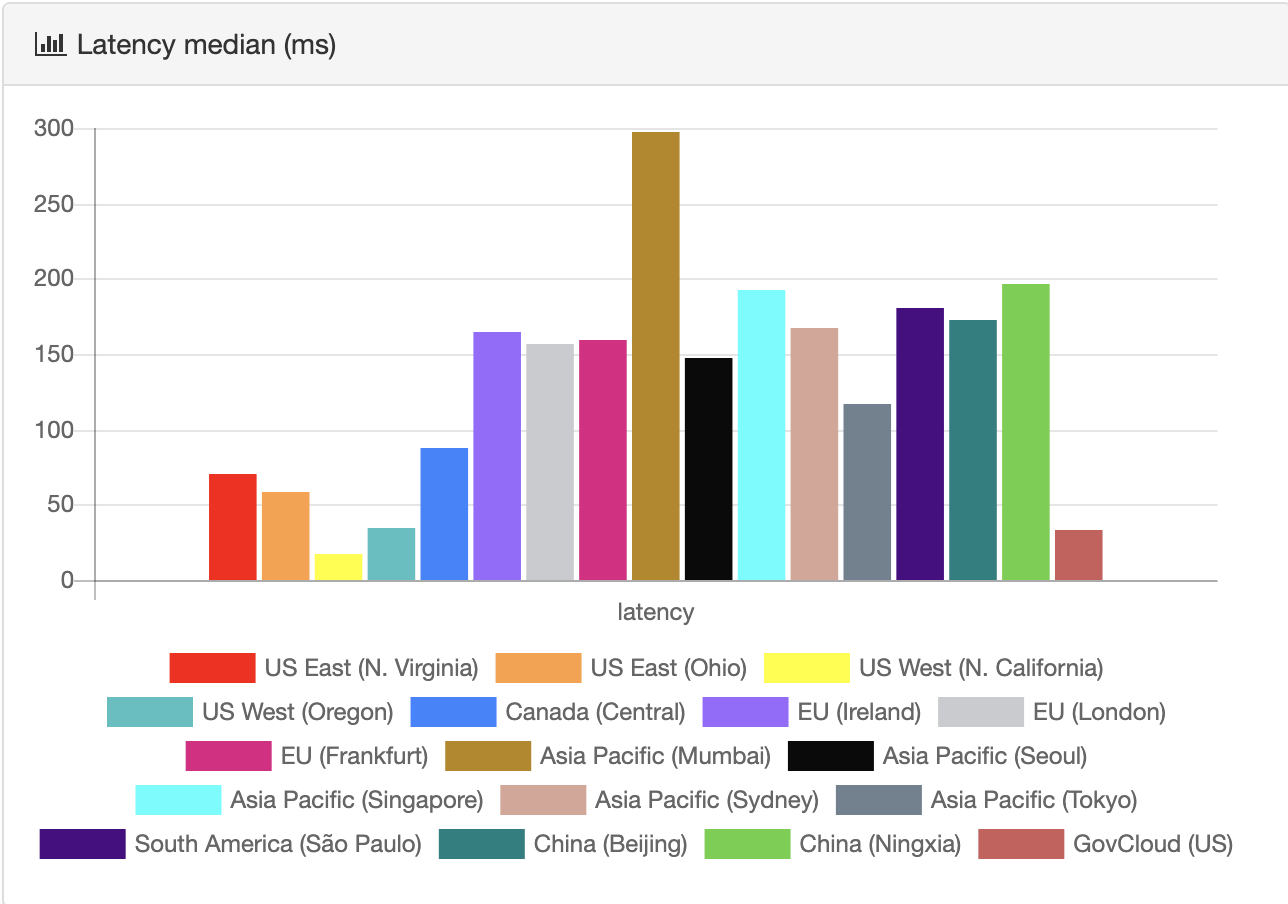 Latency median (ms)
300
250
200
150
100
50
0
latency
US East (N. Virginia) US East (Ohio) US West (N. California)
US West (Oregon) Canada (Central) EU (Ireland) EU (London)
EU (Frankfurt) Asia Pacific (Mumbai) Asia Pacific (Seoul)
Asia Pacific (Singapore) Asia Pacific (Sydney) Asia Pacific (Tokyo)
South America (São Paulo) China (Beijing) China (Ningxia) GovCloud (US)